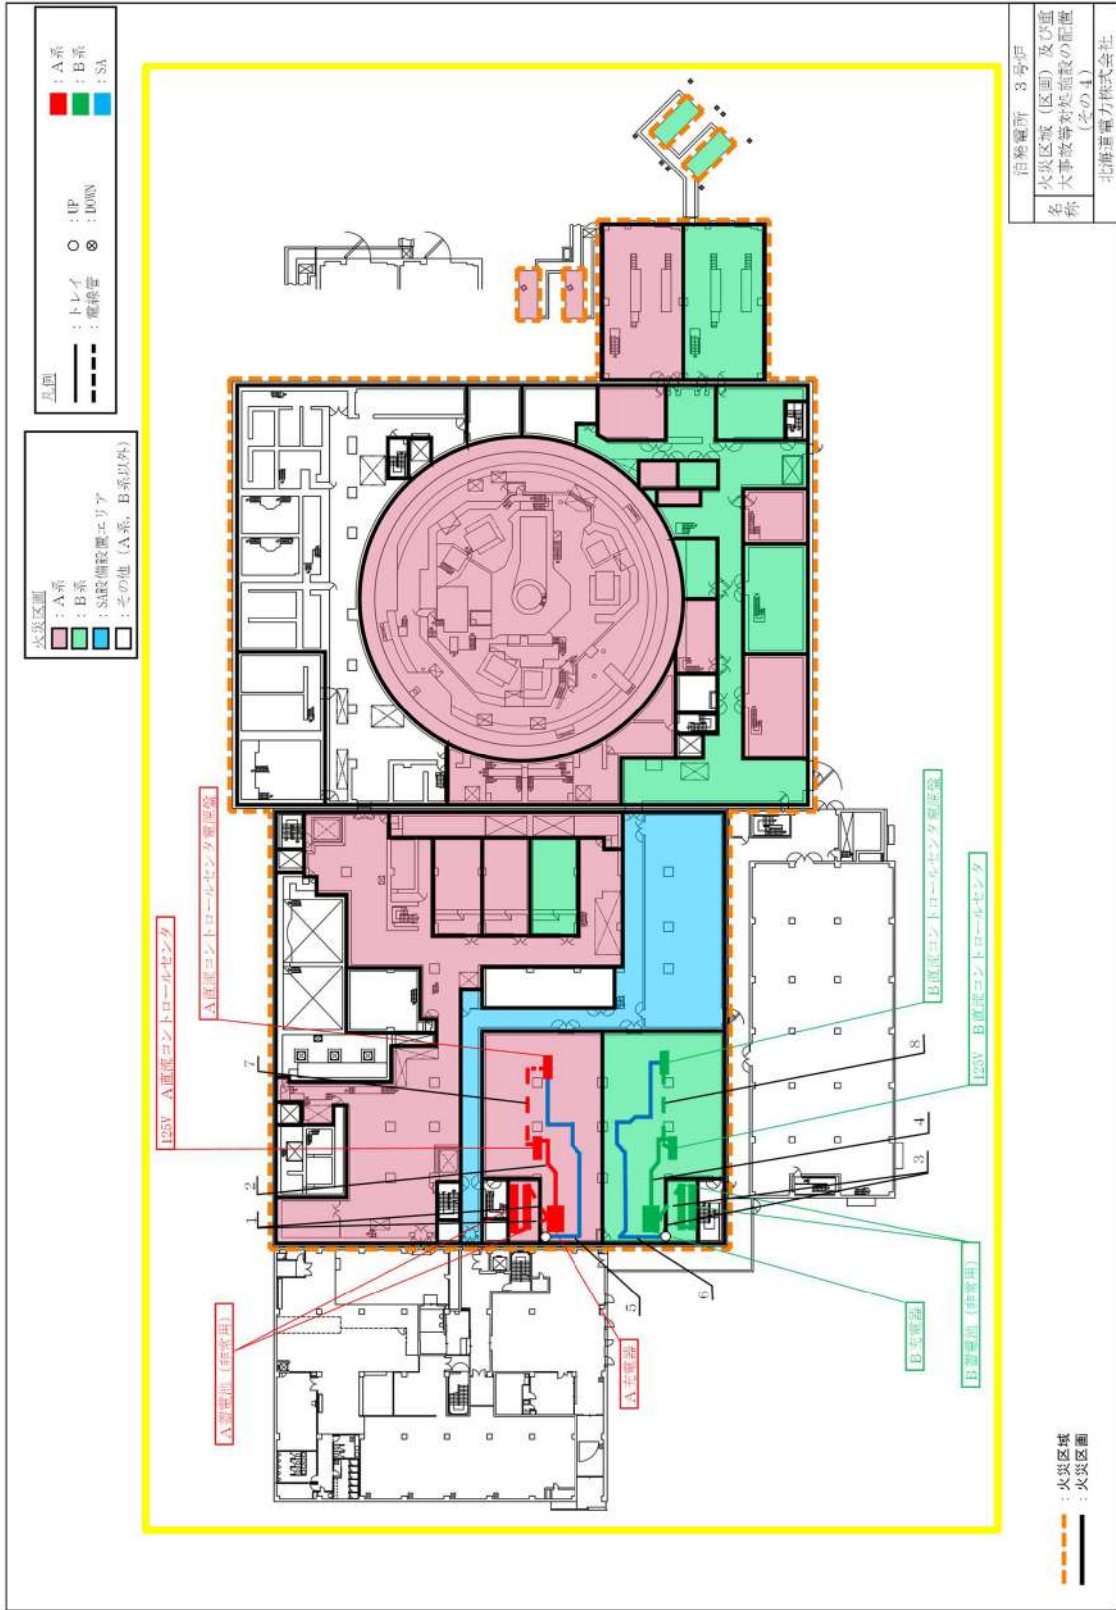 火災区画
：A系
：B系
：SA設備設置エリア
：その他（A系，B系以外）
凡例
：トレイ
：電線管
○：UP
⊗：DOWN
：A系
：B系
：SA
A直流コントロールセンタ電源盤
125V A直流コントロールセンタ
7
2
1
A蓄電池（非常用）
A充電器
5
6
B充電器
B蓄電池（非常用）
3
4
8
125V B直流コントロールセンタ
B直流コントロールセンタ電源盤
：火災区域
：火災区画
泊発電所 3号炉
名称
火災区域（区画）及び重
大事故等対処施設の配置
（その4）
北海道電力株式会社